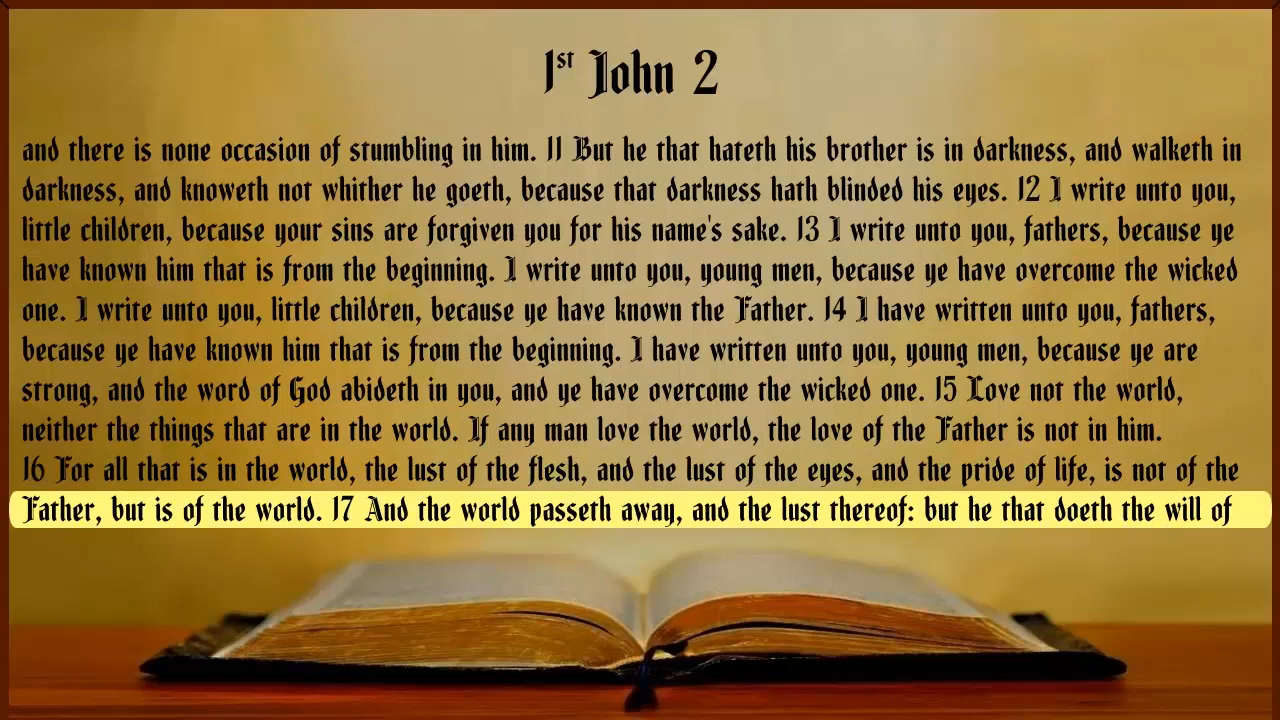 1st John 2
and there is none occasion of stumbling in him. 11 But he that hateth his brother is in darkness, and walketh in
darkness, and knoweth not whither he goeth, because that darkness hath blinded his eyes. 12 I write unto you,
little children, because your sins are forgiven you for his name's sake. 13 I write unto you, fathers, because ye
have known him that is from the beginning. I write unto you, young men, because ye have overcome the wicked
one. I write unto you, little children, because ye have known the Father. 14 I have written unto you, fathers,
because ye have known him that is from the beginning. I have written unto you, young men, because ye are
strong, and the word of God abideth in you, and ye have overcome the wicked one. 15 Love not the world,
neither the things that are in the world. If any man love the world, the love of the Father is not in him.
16 For all that is in the world, the lust of the flesh, and the lust of the eyes, and the pride of life, is not of the
Father, but is of the world. 17 And the world passeth away, and the lust thereof: but he that doeth the will of